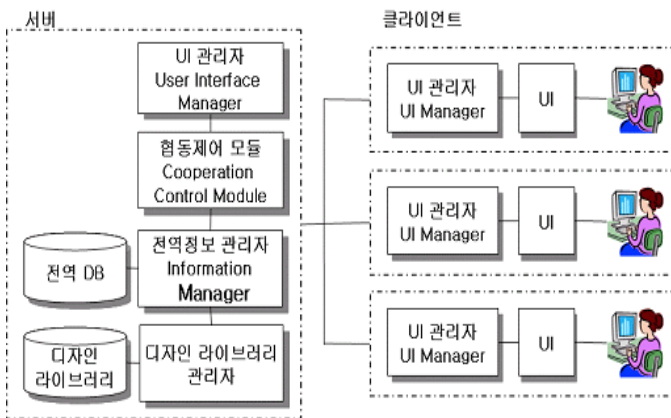 서버
UI 관리자
User Interface
Manager
협동제어 모듈
Cooperation
Control Module
전역정보 관리자
Information
Manager
전역 DB
디자인 라이브러리
관리자
디자인
라이브러리
클라이언트
UI 관리자
UI Manager
UI
UI 관리자
UI Manager
UI
UI 관리자
UI Manager
UI